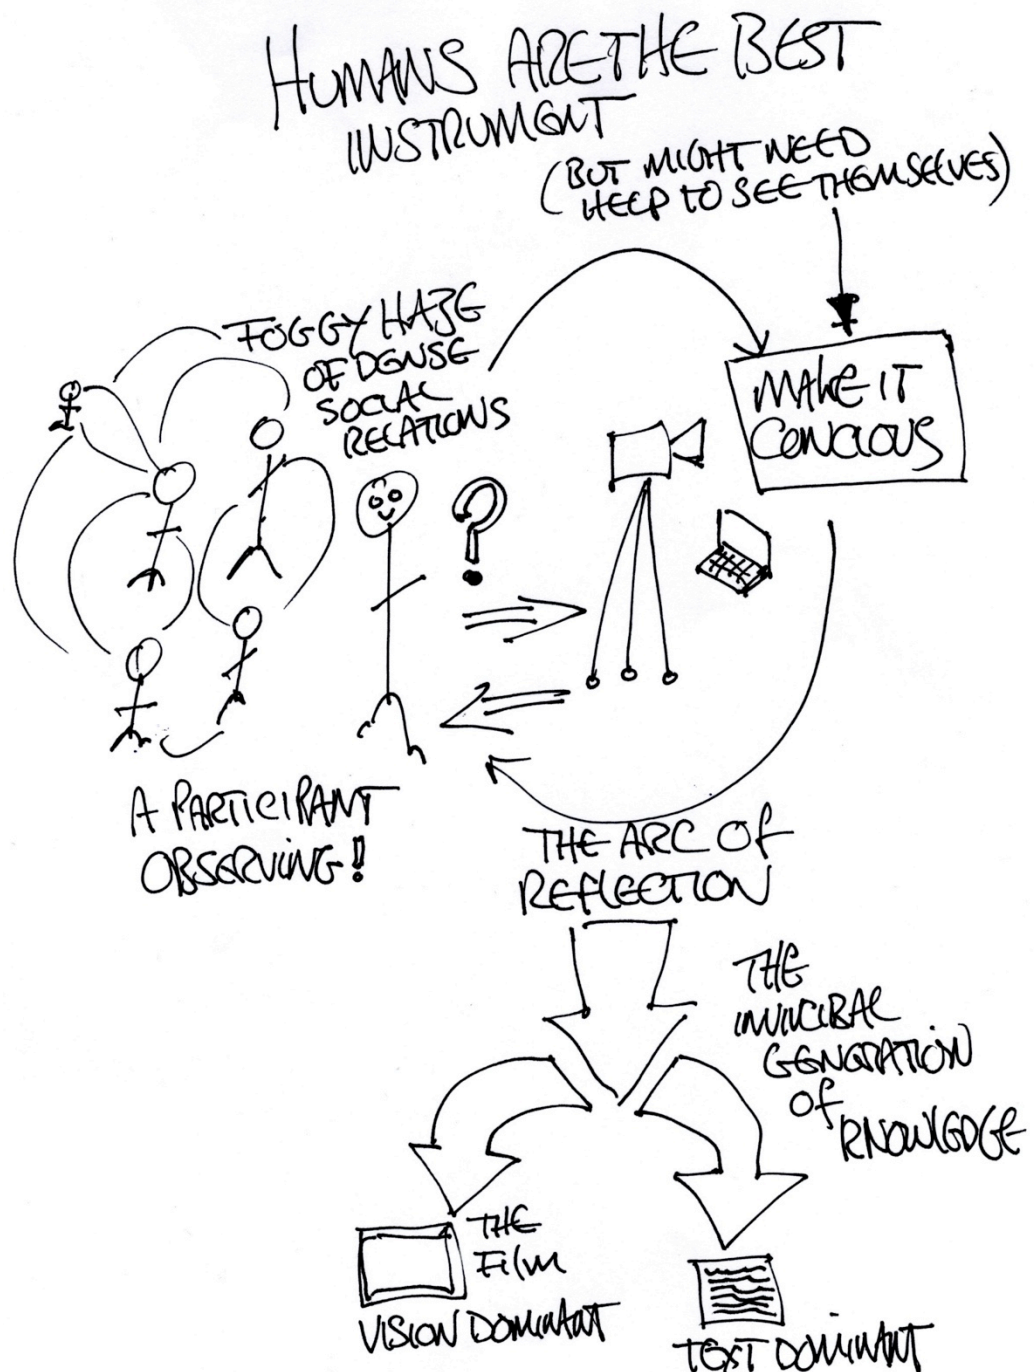 HUMANS ARE THE BEST
INSTRUMENT
(BUT MIGHT NEED
HELP TO SEE THEMSELVES)
FOGGY HAZE
OF DENSE
SOCIAL
RELATIONS
MAKE IT
CONCIOUS
?
A PARTICIPANT
OBSERVING!
THE ARC OF
REFLECTION
THE
INVINCIBAL
GENERATION
OF
KNOWLEDGE
THE
FILM
VISION DOMINANT
TEXT DOMINANT